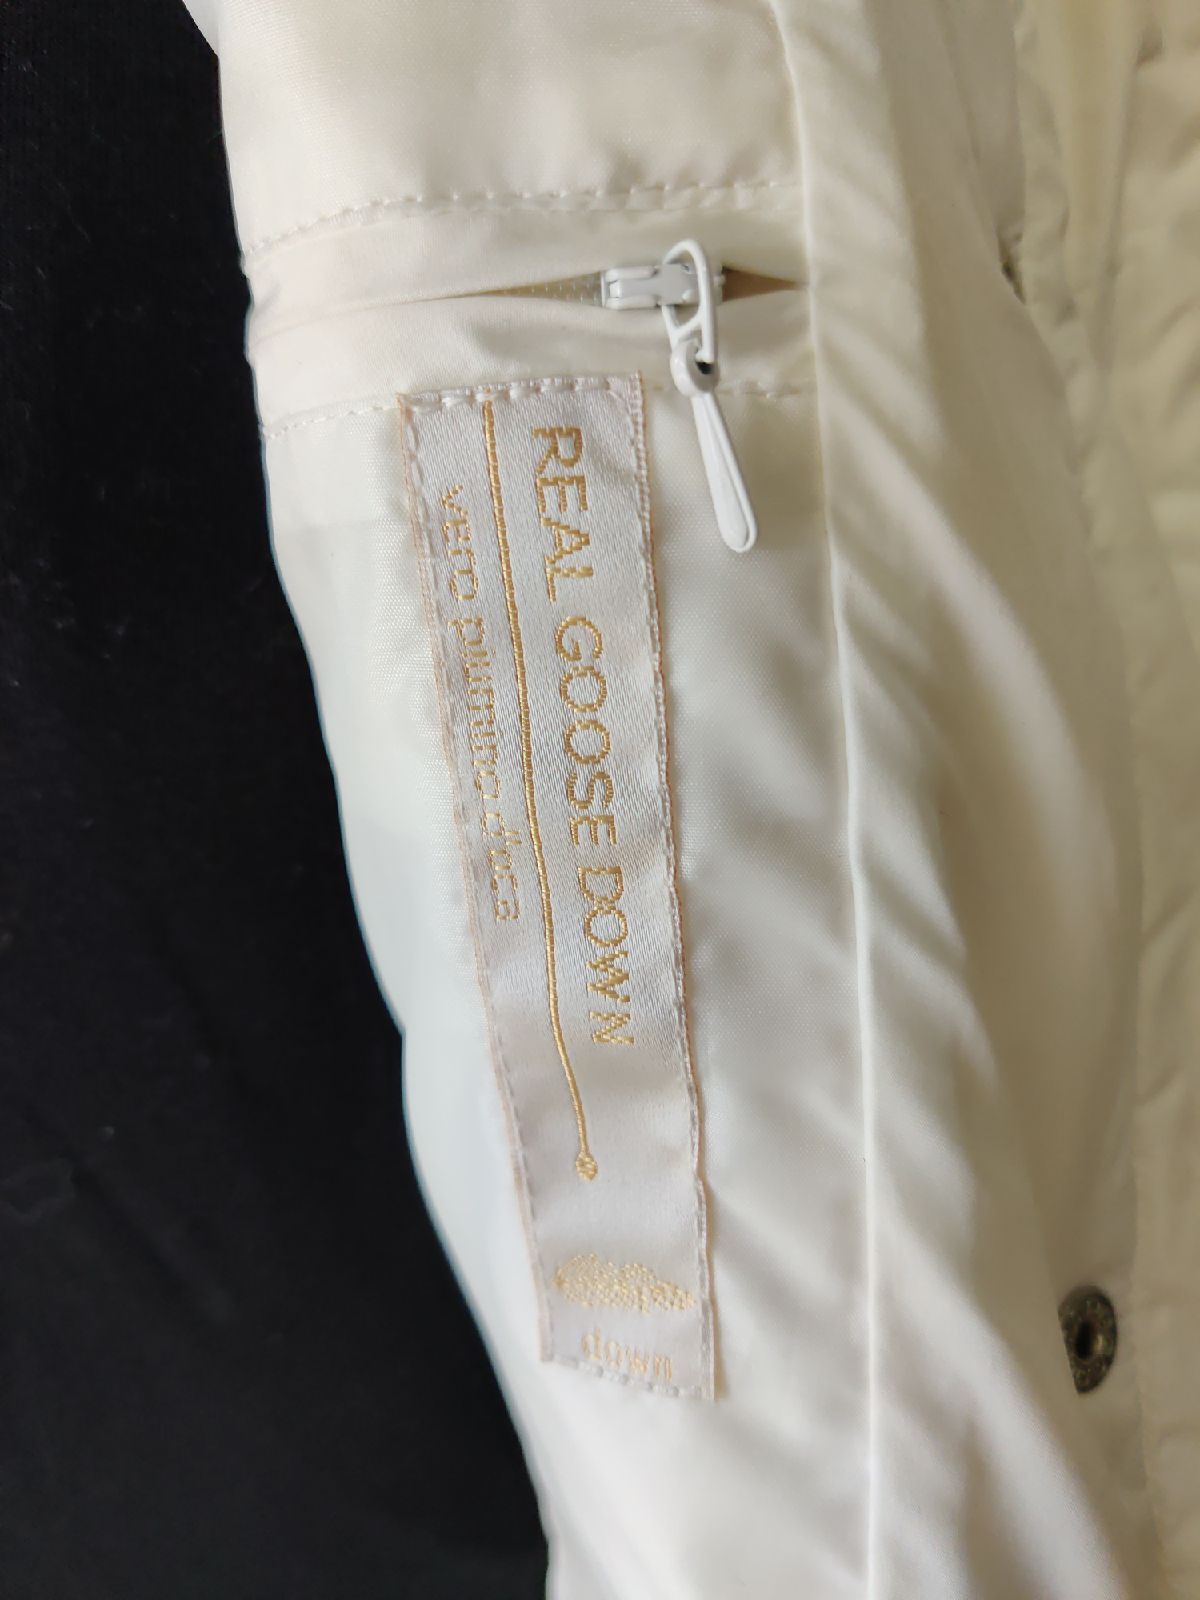 REAL GOOSE DOWN
vero piumino d'oca
down